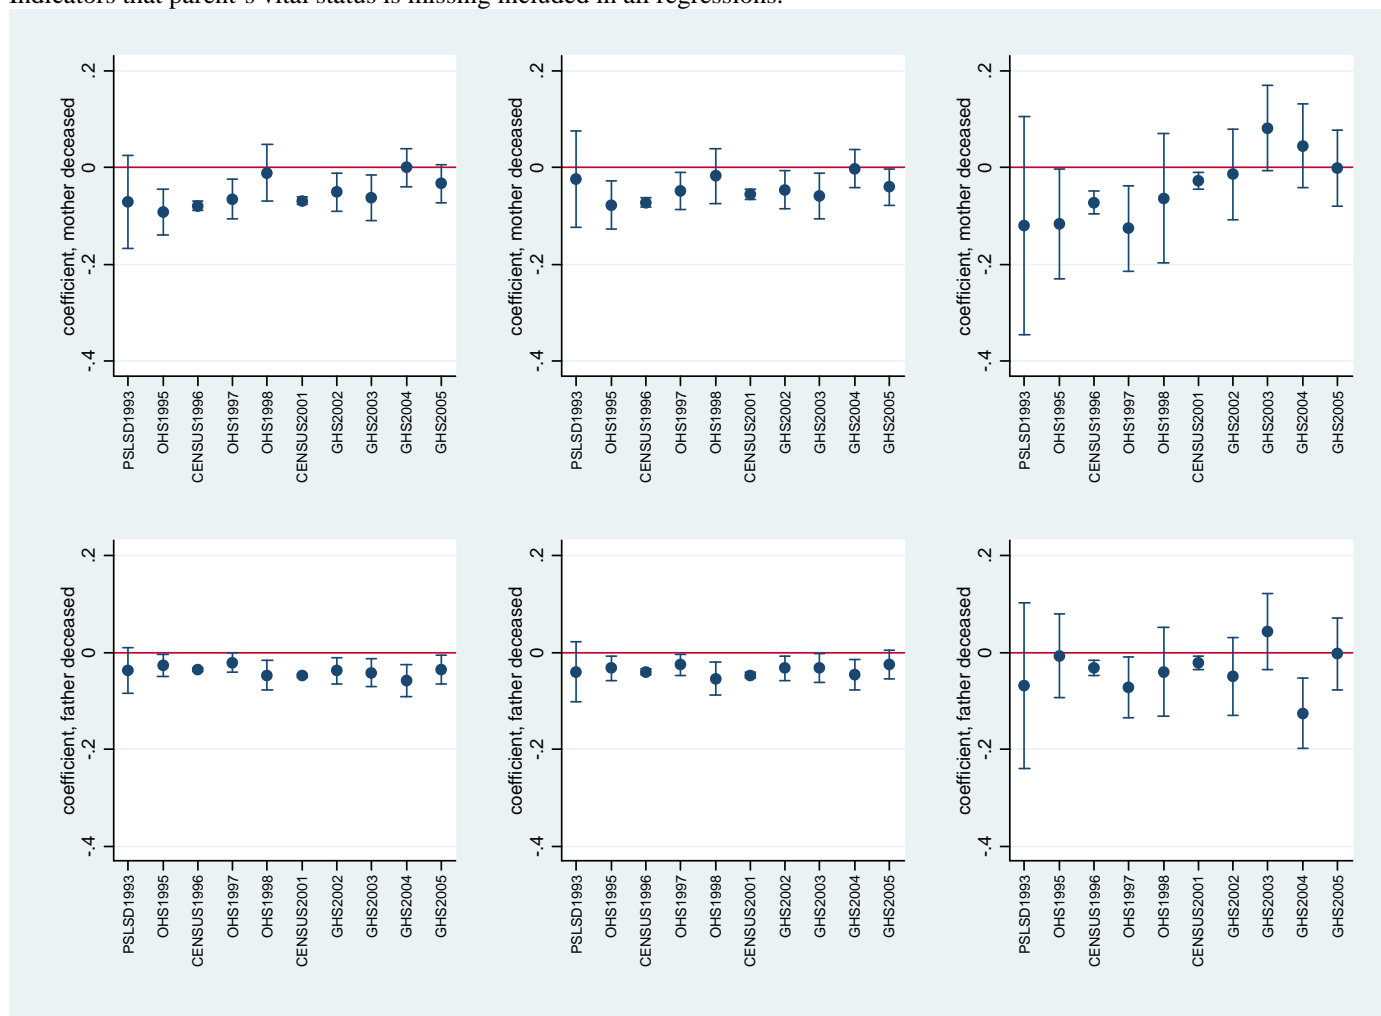 Indicators that parent's vital status is missing included in all regressions.
coefficient, mother deceased
.2
0
-.2
-.4
PSLSD1993
OHS1995
CENSUS1996
OHS1997
OHS1998
CENSUS2001
GHS2002
GHS2003
GHS2004
GHS2005
coefficient, mother deceased
.2
0
-.2
-.4
PSLSD1993
OHS1995
CENSUS1996
OHS1997
OHS1998
CENSUS2001
GHS2002
GHS2003
GHS2004
GHS2005
coefficient, mother deceased
.2
0
-.2
-.4
PSLSD1993
OHS1995
CENSUS1996
OHS1997
OHS1998
CENSUS2001
GHS2002
GHS2003
GHS2004
GHS2005
coefficient, father deceased
.2
0
-.2
-.4
PSLSD1993
OHS1995
CENSUS1996
OHS1997
OHS1998
CENSUS2001
GHS2002
GHS2003
GHS2004
GHS2005
coefficient, father deceased
.2
0
-.2
-.4
PSLSD1993
OHS1995
CENSUS1996
OHS1997
OHS1998
CENSUS2001
GHS2002
GHS2003
GHS2004
GHS2005
coefficient, father deceased
.2
0
-.2
-.4
PSLSD1993
OHS1995
CENSUS1996
OHS1997
OHS1998
CENSUS2001
GHS2002
GHS2003
GHS2004
GHS2005